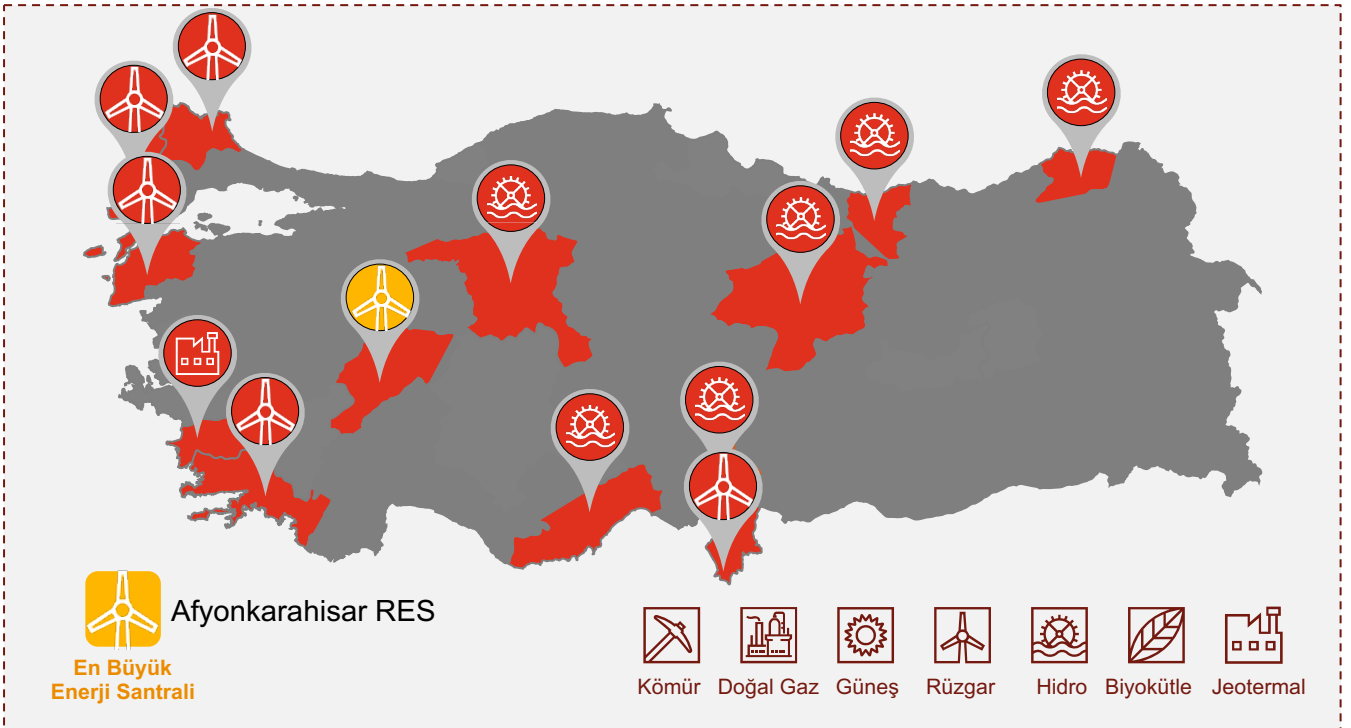 Afyonkarahisar RES
En Büyük
Enerji Santrali
Kömür
Doğal Gaz
Güneş
Rüzgar
Hidro
Biyokütle
Jeotermal